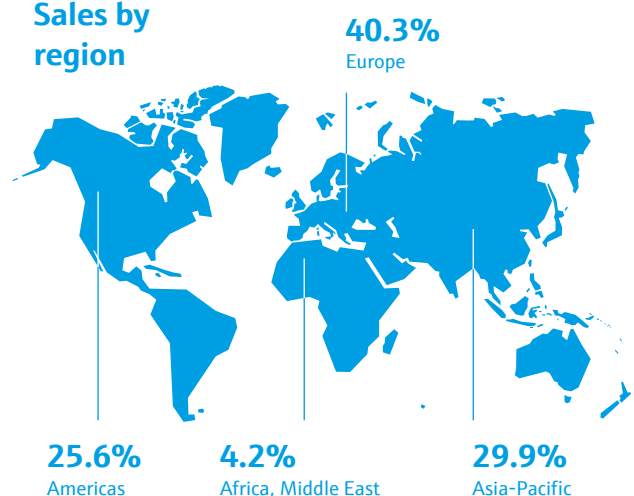 Sales by
region
40.3%
Europe
25.6%
Americas
4.2%
Africa, Middle East
29.9%
Asia-Pacific